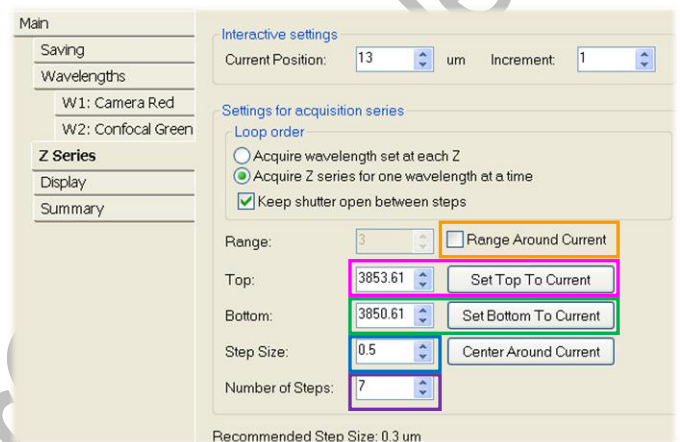 Main
Saving
Wavelengths
W1: Camera Red
W2: Confocal Green
Z Series
Display
Summary
Interactive settings
Current Position: 13 um Increment: 1
Settings for acquisition series
Loop order
Acquire wavelength set at each Z
Acquire Z series for one wavelength at a time
Keep shutter open between steps
Range: 3 Range Around Current
Top: 3853.61 Set Top To Current
Bottom: 3850.61 Set Bottom To Current
Step Size: 0.5 Center Around Current
Number of Steps: 7
Recommended Step Size: 0.3 um